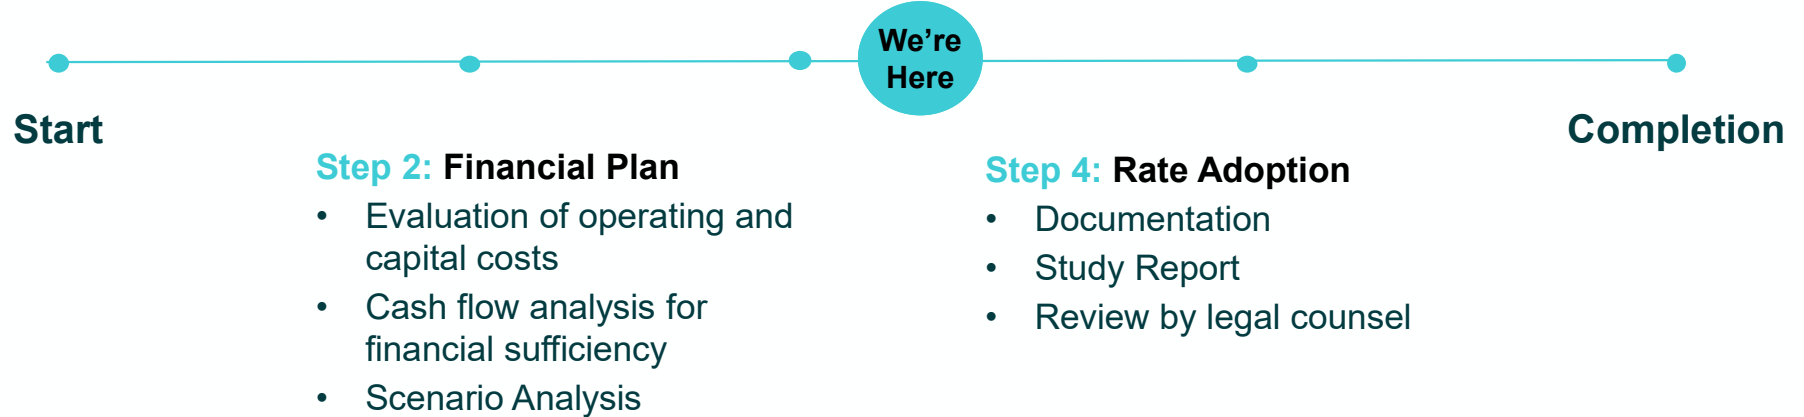 We're
Here
Start
Completion
Step 2: Financial Plan
• Evaluation of operating and
capital costs
• Cash flow analysis for
financial sufficiency
• Scenario Analysis
Step 4: Rate Adoption
• Documentation
• Study Report
• Review by legal counsel